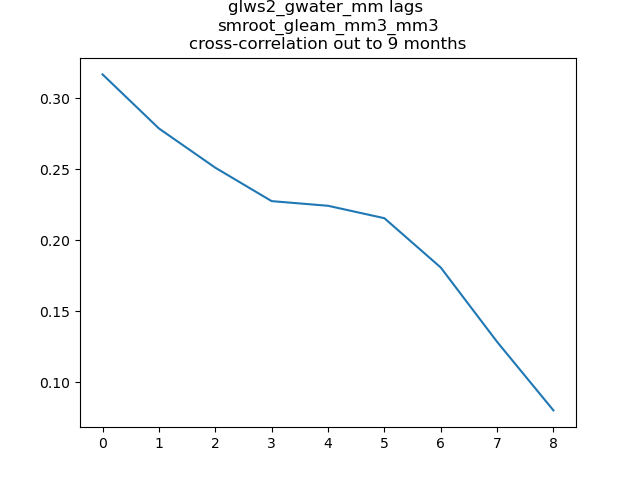 glws2_gwater_mm lags
smroot_gleam_mm3_mm3
cross-correlation out to 9 months
0.30
0.25
0.20
0.15
0.10
0 1 2 3 4 5 6 7 8